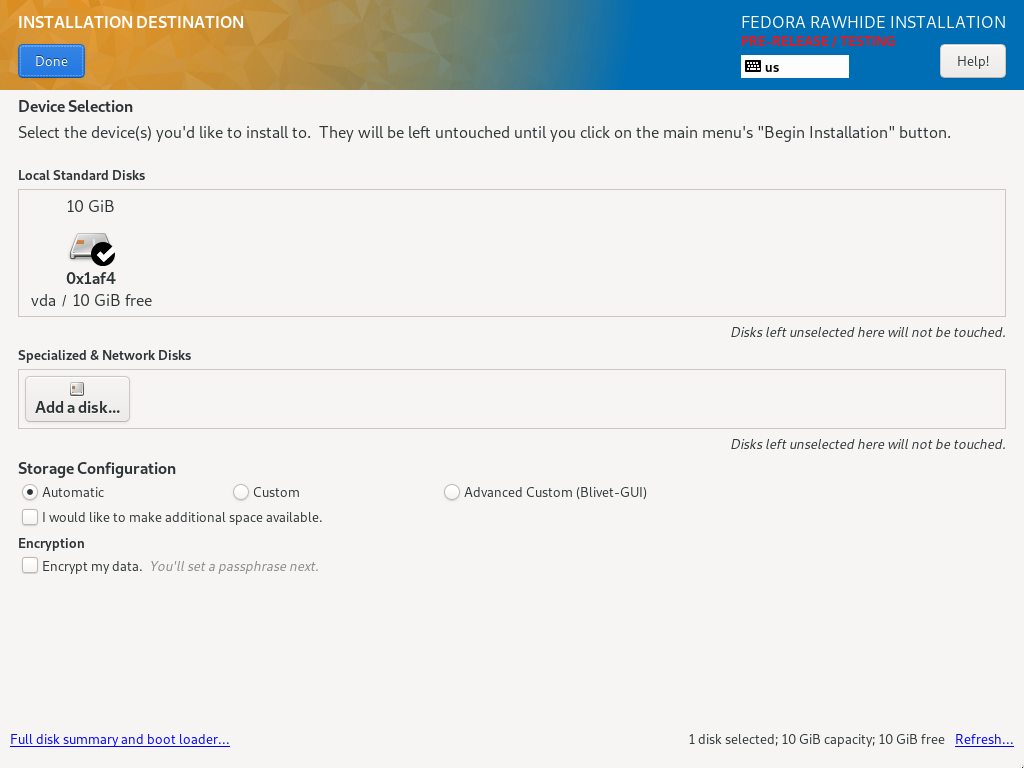 INSTALLATION DESTINATION
FEDORA RAWHIDE INSTALLATION
PRE-RELEASE / TESTING
Done
us
Help!
Device Selection
Select the device(s) you'd like to install to.  They will be left untouched until you click on the main menu's "Begin Installation" button.
Local Standard Disks
10 GiB
0x1af4
vda / 10 GiB free
Disks left unselected here will not be touched.
Specialized & Network Disks
Add a disk...
Disks left unselected here will not be touched.
Storage Configuration
Automatic
Custom
Advanced Custom (Blivet-GUI)
I would like to make additional space available.
Encryption
Encrypt my data. You'll set a passphrase next.
Full disk summary and boot loader...
1 disk selected; 10 GiB capacity; 10 GiB free
Refresh...